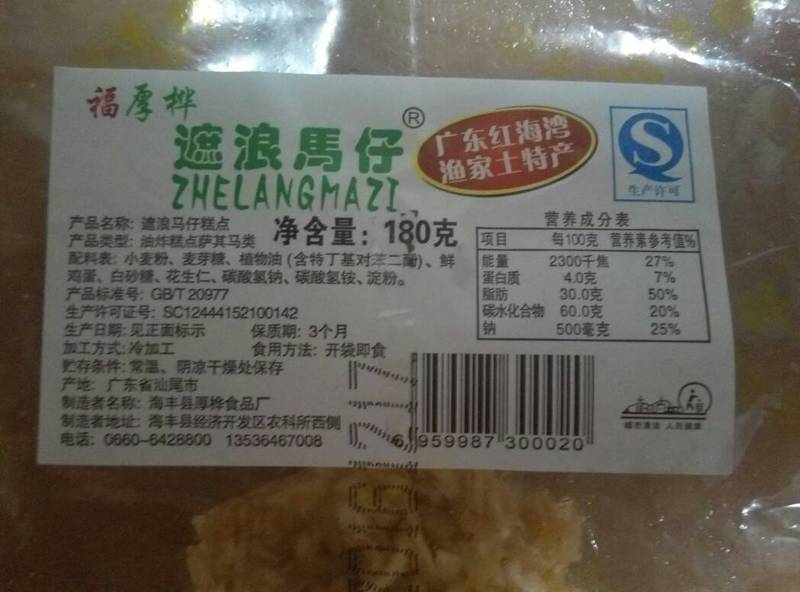 福厚桦
遮浪馬仔®
ZHELANGMAZI
广东红海湾
渔家土特产
生产许可
产品名称: 遮浪马仔糕点
净含量: 180克
产品类型: 油炸糕点萨其马类
配料表: 小麦粉、麦芽糖、植物油(含特丁基对苯二酚)、鲜
鸡蛋、白砂糖、花生仁、碳酸氢钠、碳酸氢铵、淀粉。
产品标准号: GB/T 20977
生产许可证号: SC12444152100142
生产日期: 见正面标示 保质期: 3个月
加工方式: 冷加工 食用方法: 开袋即食
贮存条件: 常温、阴凉干燥处保存
产地: 广东省汕尾市
制造者名称: 海丰县厚桦食品厂
制造者地址: 海丰县经济开发区农科所西侧
电话: 0660-6428800 13536467008
营养成分表
项目 每100克 营养素参考值%
能量 2300千焦 27%
蛋白质 4.0克 7%
脂肪 30.0克 50%
碳水化合物 60.0克 20%
钠 500毫克 25%
6 959987 300020
城市清洁 人民健康